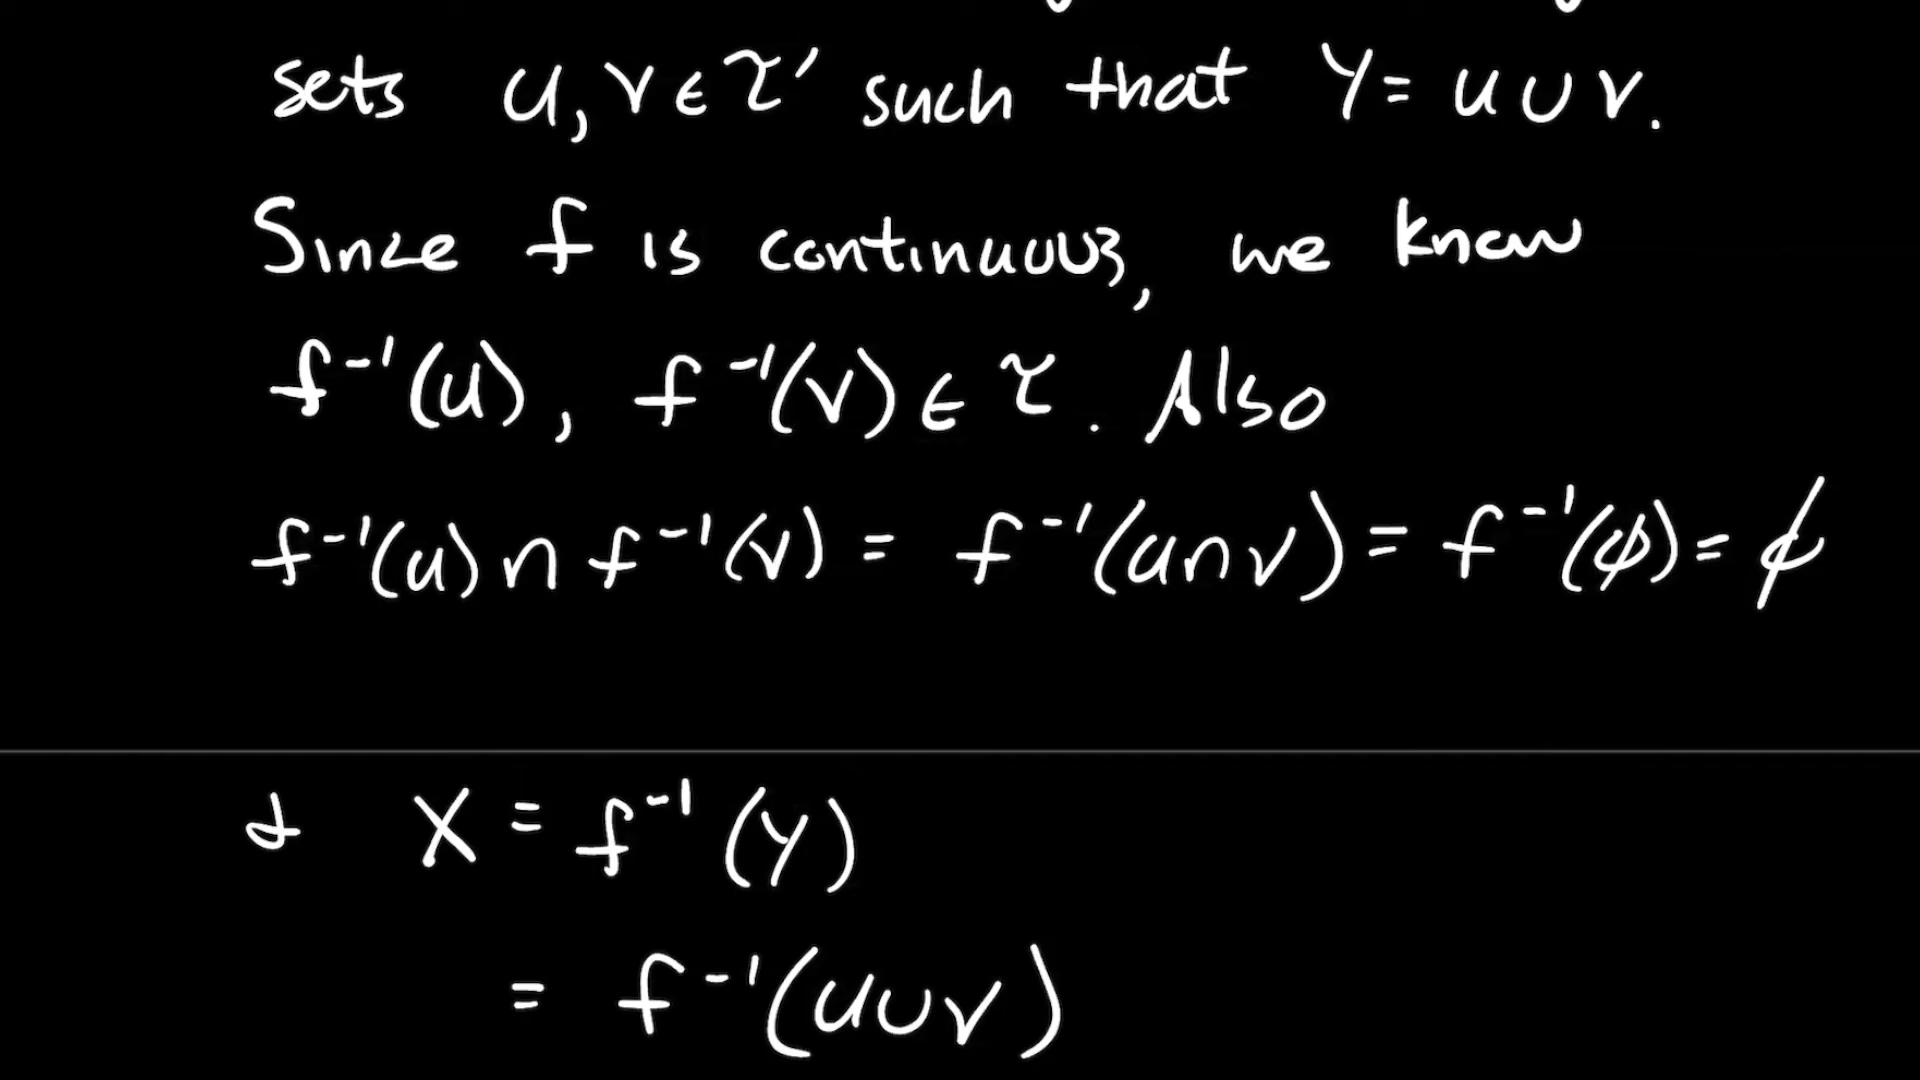 sets U, V ∈ τ' such that Y = U ∪ V.
Since f is continuous, we know
f⁻¹(U), f⁻¹(V) ∈ τ. Also
f⁻¹(U) ∩ f⁻¹(V) = f⁻¹(U ∩ V) = f⁻¹(∅) = ∅
& X = f⁻¹(Y)
= f⁻¹(U ∪ V)